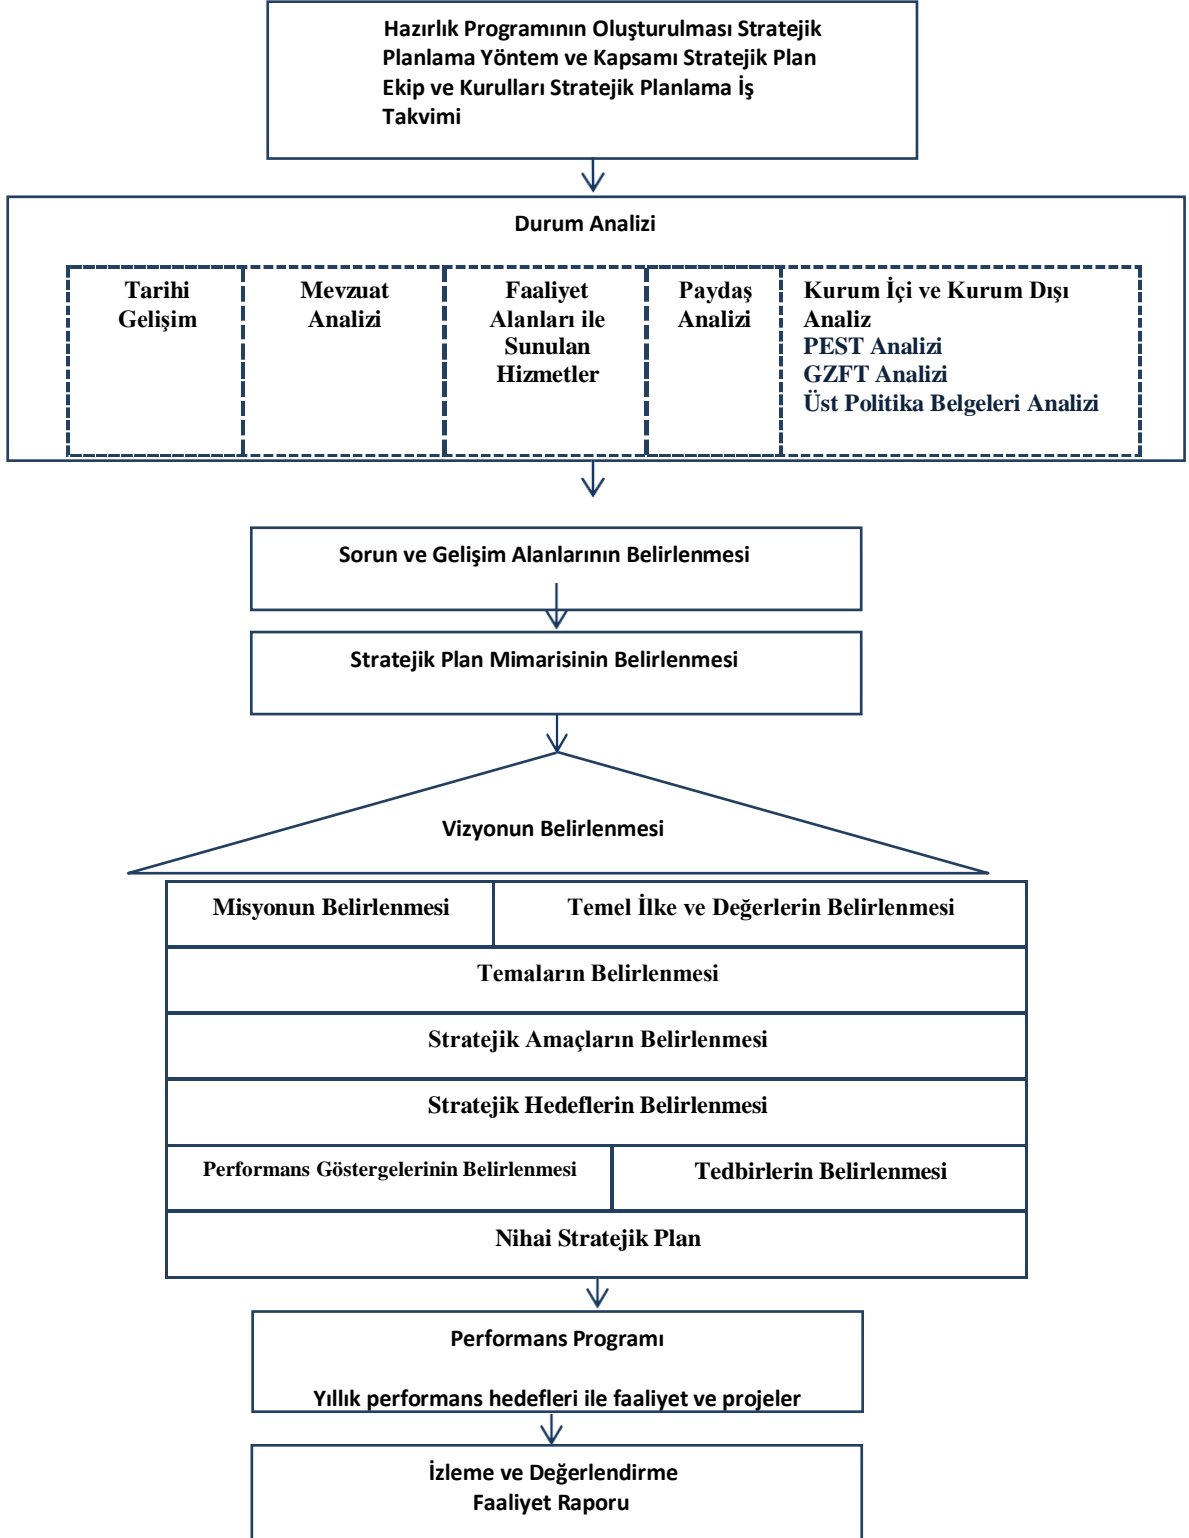 Hazırlık Programının Oluşturulması Stratejik
Planlama Yöntem ve Kapsamı Stratejik Plan
Ekip ve Kurulları Stratejik Planlama İş
Takvimi
Durum Analizi
Tarihi
Gelişim
Mevzuat
Analizi
Faaliyet
Alanları ile
Sunulan
Hizmetler
Paydaş
Analizi
Kurum İçi ve Kurum Dışı
Analiz
PEST Analizi
GZFT Analizi
Üst Politika Belgeleri Analizi
Sorun ve Gelişim Alanlarının Belirlenmesi
Stratejik Plan Mimarisinin Belirlenmesi
Vizyonun Belirlenmesi
Misyonun Belirlenmesi
Temel İlke ve Değerlerin Belirlenmesi
Temaların Belirlenmesi
Stratejik Amaçların Belirlenmesi
Stratejik Hedeflerin Belirlenmesi
Performans Göstergelerinin Belirlenmesi
Tedbirlerin Belirlenmesi
Nihai Stratejik Plan
Performans Programı
Yıllık performans hedefleri ile faaliyet ve projeler
İzleme ve Değerlendirme
Faaliyet Raporu